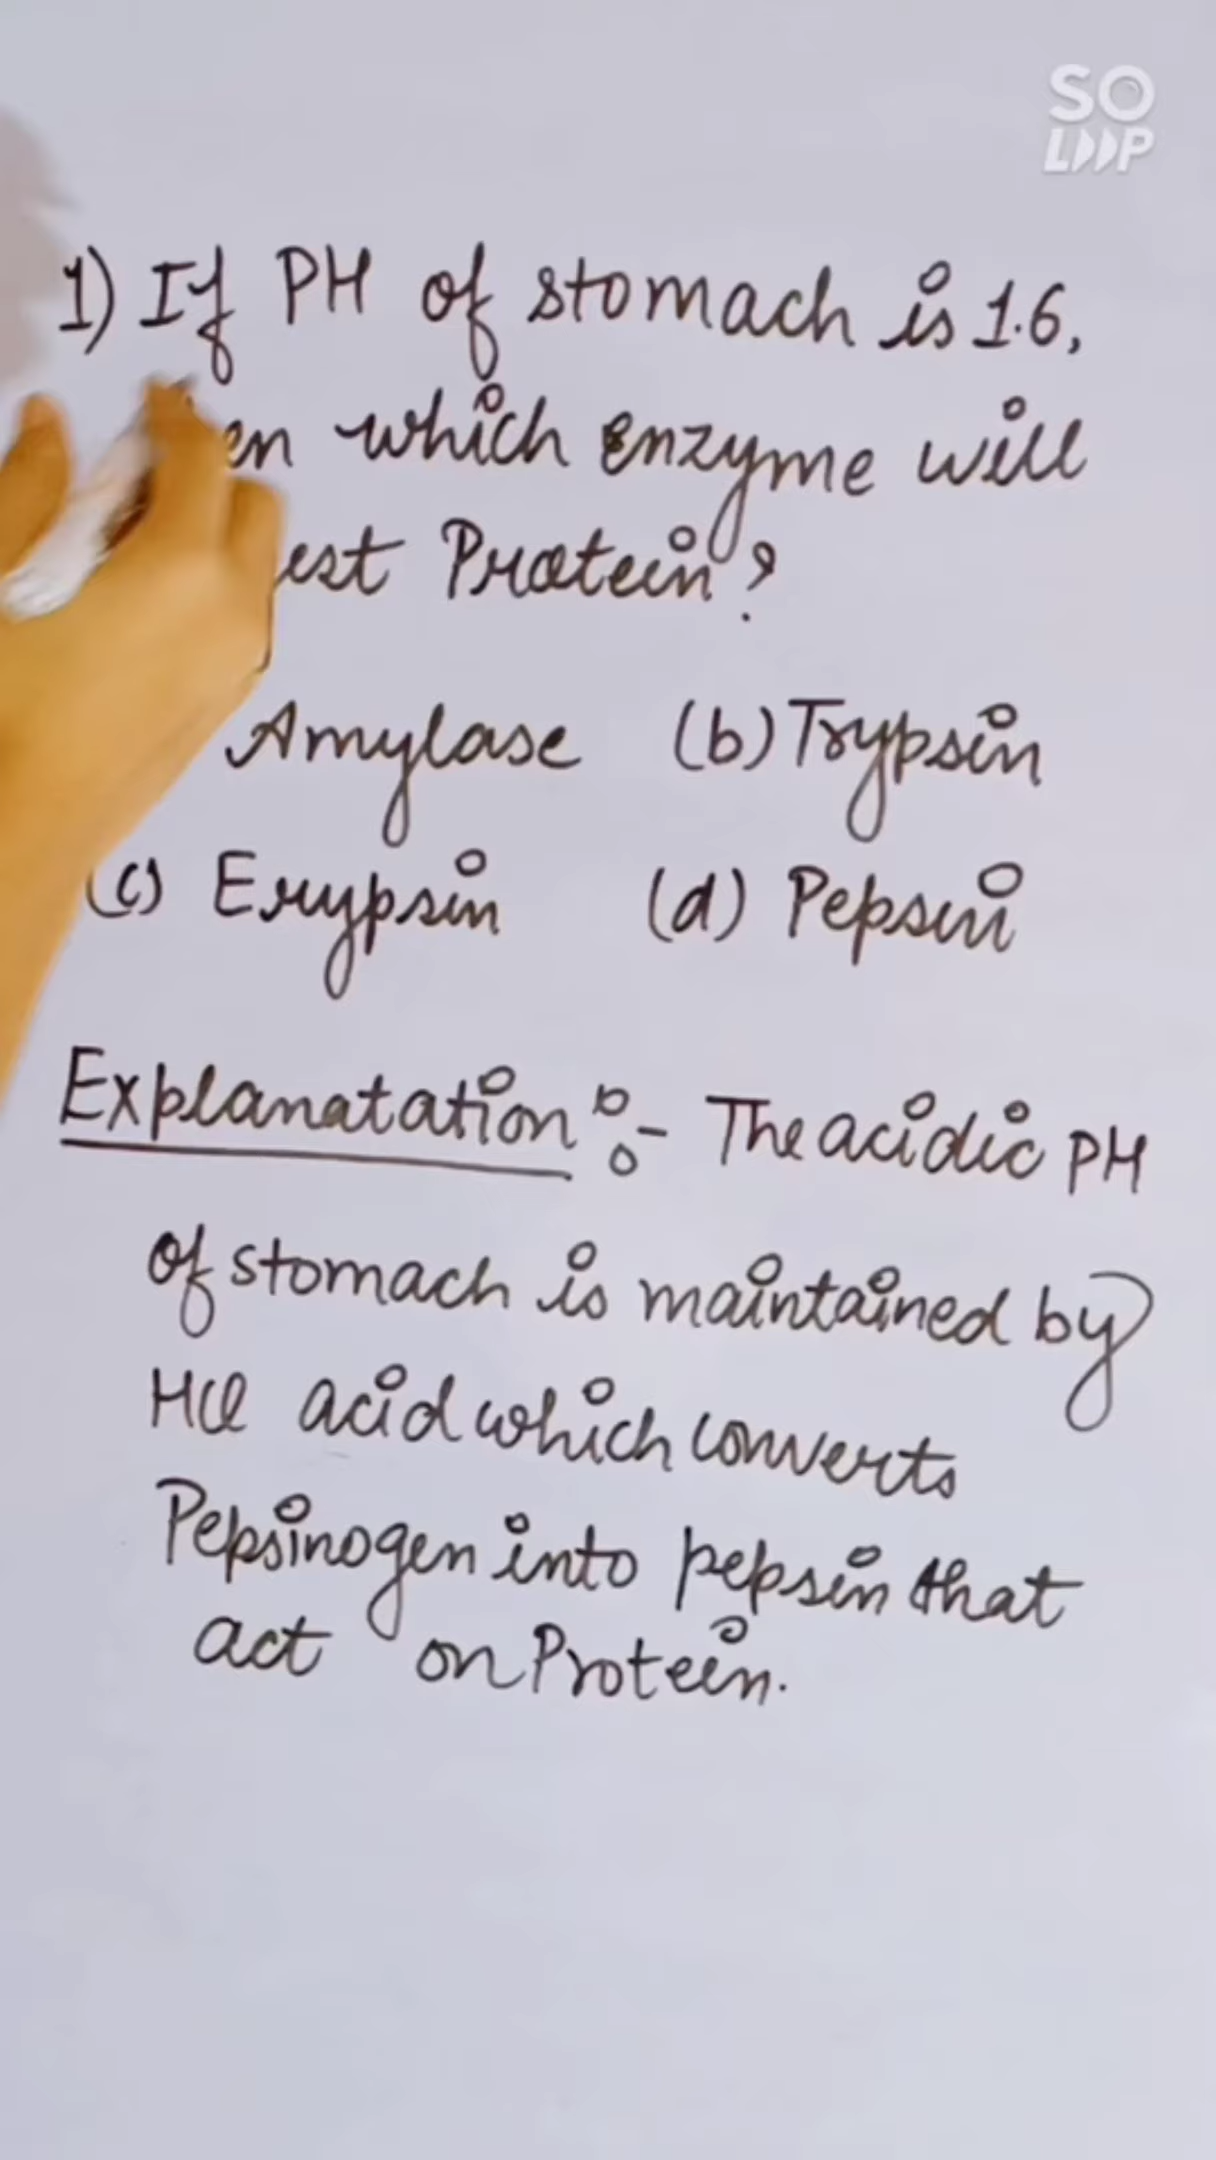 SO
LOOP
1) If PH of stomach is 1.6,
en which enzyme will
est Protein?
Amylase (b) Trypsin
(c) Erypsin (d) Pepsin
Explanatation :- The acidic PH
of stomach is maintained by
HCl acid which converts
Pepsinogen into pepsin that
act on Protein.